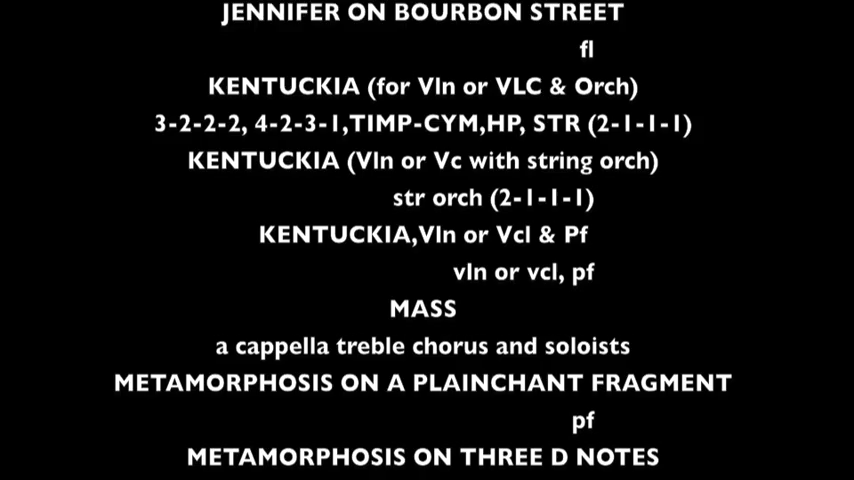 JENNIFER ON BOURBON STREET
fl
KENTUCKIA (for Vln or VLC & Orch)
3-2-2-2, 4-2-3-1,TIMP-CYM,HP, STR (2-1-1-1)
KENTUCKIA (Vln or Vc with string orch)
str orch (2-1-1-1)
KENTUCKIA,Vln or Vcl & Pf
vln or vcl, pf
MASS
a cappella treble chorus and soloists
METAMORPHOSIS ON A PLAINCHANT FRAGMENT
pf
METAMORPHOSIS ON THREE D NOTES